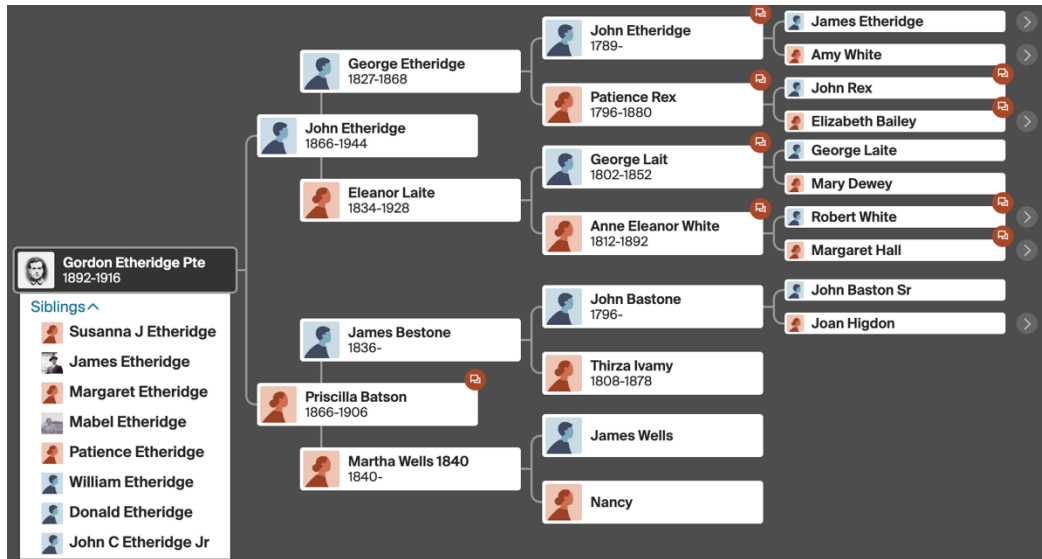 Gordon Etheridge Pte
1892-1916
Siblings
Susanna J Etheridge
James Etheridge
Margaret Etheridge
Mabel Etheridge
Patience Etheridge
William Etheridge
Donald Etheridge
John C Etheridge Jr
John Etheridge
1866-1944
Priscilla Batson
1866-1906
George Etheridge
1827-1868
Eleanor Laite
1834-1928
James Bestone
1836-
Martha Wells 1840
1840-
John Etheridge
1789-
Patience Rex
1796-1880
George Lait
1802-1852
Anne Eleanor White
1812-1892
John Bastone
1796-
Thirza Ivamy
1808-1878
James Wells
Nancy
James Etheridge
Amy White
John Rex
Elizabeth Bailey
George Laite
Mary Dewey
Robert White
Margaret Hall
John Baston Sr
Joan Higdon